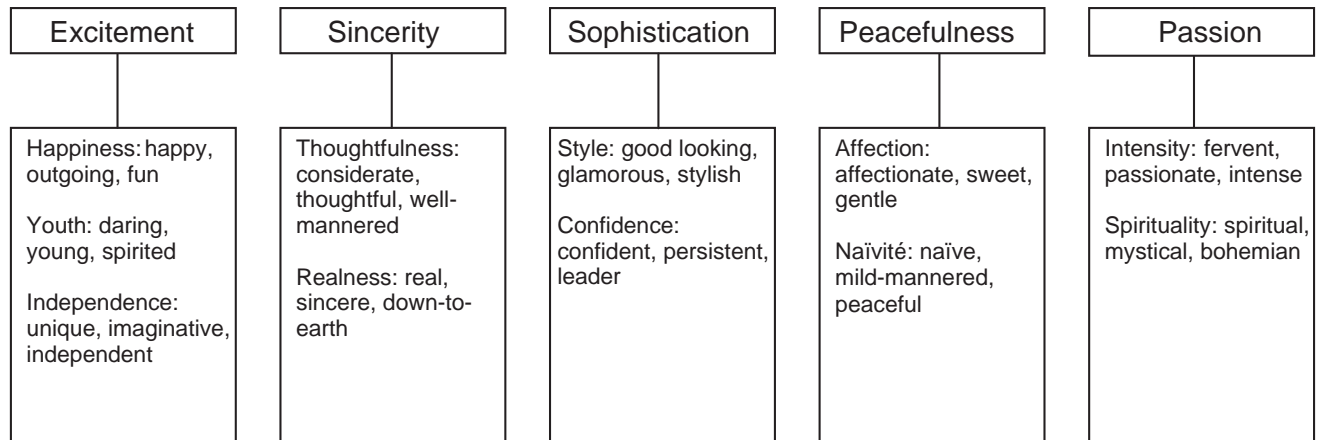 Excitement
Sincerity
Sophistication
Peacefulness
Passion
Happiness: happy,
outgoing, fun
Youth: daring,
young, spirited
Independence:
unique, imaginative,
independent
Thoughtfulness:
considerate,
thoughtful, well-
mannered
Realness: real,
sincere, down-to-
earth
Style: good looking,
glamorous, stylish
Confidence:
confident, persistent,
leader
Affection:
affectionate, sweet,
gentle
Naïvité: naïve,
mild-mannered,
peaceful
Intensity: fervent,
passionate, intense
Spirituality: spiritual,
mystical, bohemian